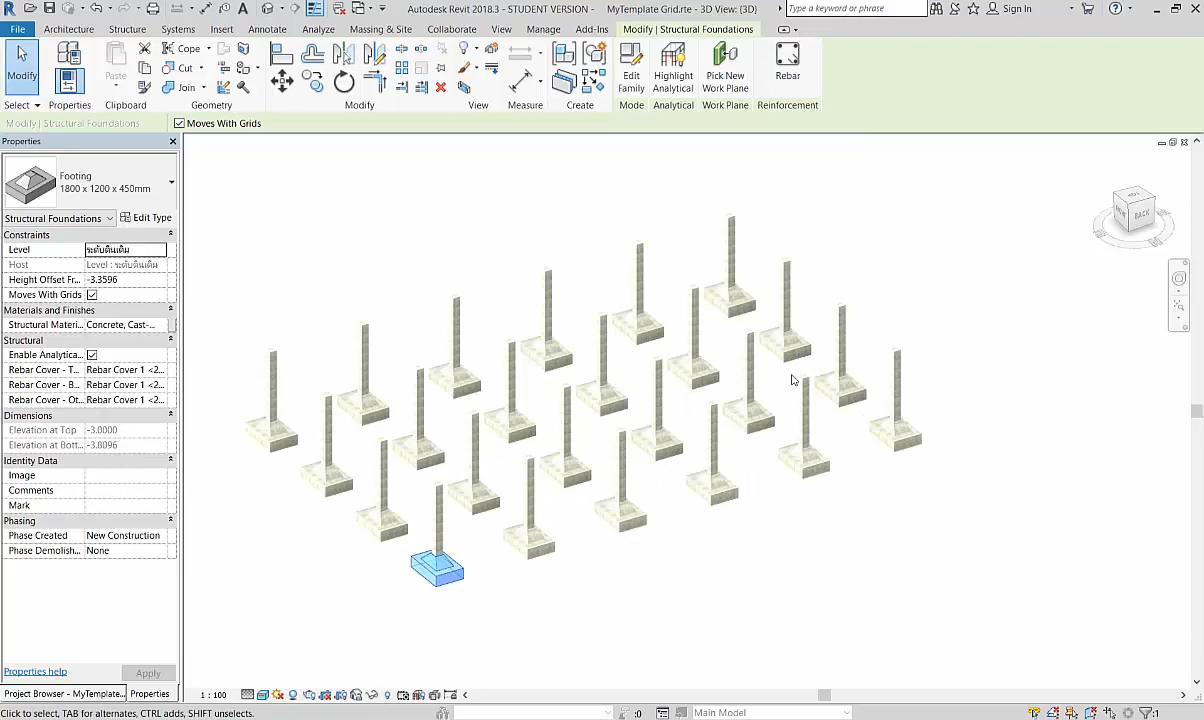 Autodesk Revit 2018.3 - STUDENT VERSION - MyTemplate Grid.rte - 3D View: {3D}
Type a keyword or phrase
Sign In
File Architecture Structure Systems Insert Annotate Analyze Massing & Site Collaborate View Manage Add-Ins Modify | Structural Foundations
Modify
Paste
Cope
Cut
Join
Edit Family
Highlight Analytical
Pick New Work Plane
Rebar
Select Properties Clipboard Geometry Modify View Measure Create Mode Analytical Work Plane Reinforcement
Modify | Structural Foundations Moves With Grids
Properties
Footing
1800 x 1200 x 450mm
Structural Foundations Edit Type
Constraints
Level ระดับดินเดิม
Host Level : ระดับดินเดิม
Height Offset Fr... -3.3596
Moves With Grids
Materials and Finishes
Structural Materi... Concrete, Cast-...
Structural
Enable Analytica...
Rebar Cover - T... Rebar Cover 1 <2...
Rebar Cover - B... Rebar Cover 1 <2...
Rebar Cover - Ot... Rebar Cover 1 <2...
Dimensions
Elevation at Top -3.0000
Elevation at Bott... -3.8096
Identity Data
Image
Comments
Mark
Phasing
Phase Created New Construction
Phase Demolish... None
BACK
Properties help Apply
Project Browser - MyTemplate... Properties
1 : 100
Click to select, TAB for alternates, CTRL adds, SHIFT unselects.
:0
Main Model
:1